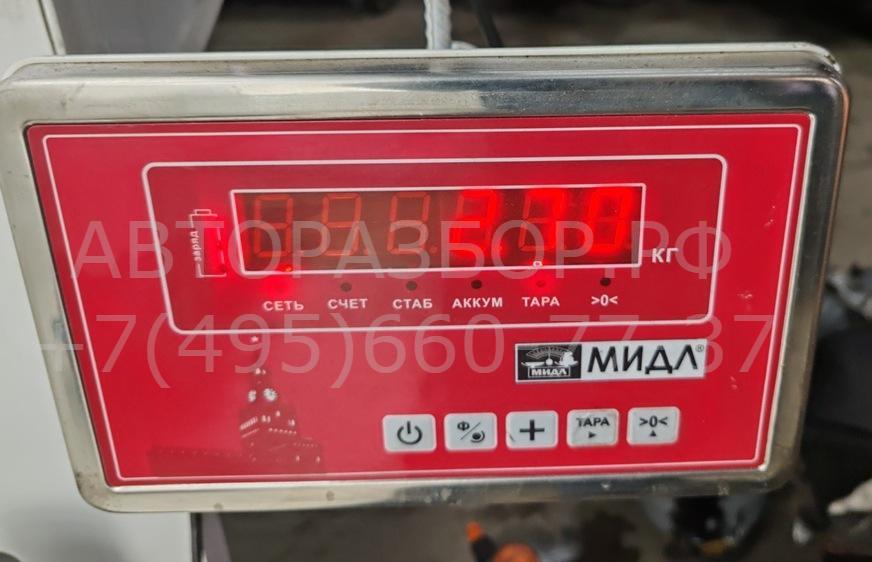 заряд
КГ
СЕТЬ СЧЕТ СТАБ АККУМ ТАРА >0<
АВТОРАЗБОР.РФ
+7(495)660-77-37
МИДЛ МИДЛ®
Ф/ + ТАРА >0<